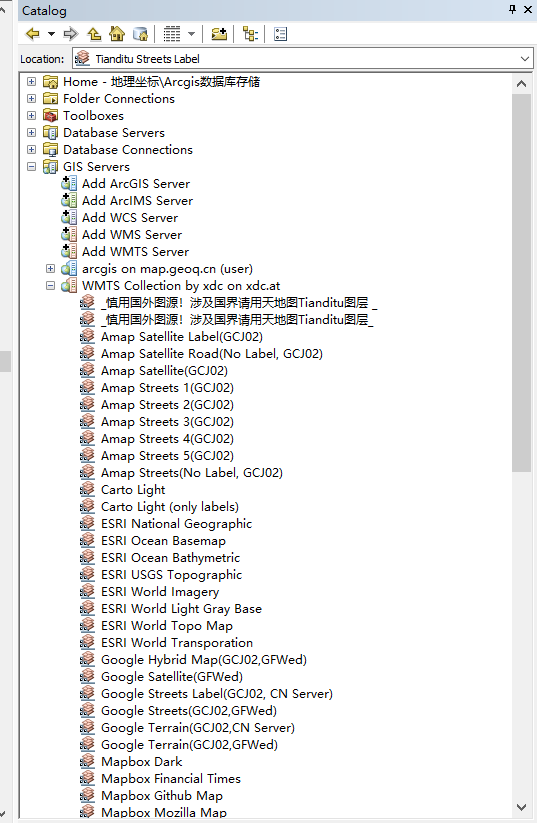 Catalog
Location: Tianditu Streets Label
Home - 地理坐标\Arcgis数据库存储
Folder Connections
Toolboxes
Database Servers
Database Connections
GIS Servers
Add ArcGIS Server
Add ArcIMS Server
Add WCS Server
Add WMS Server
Add WMTS Server
arcgis on map.geoq.cn (user)
WMTS Collection by xdc on xdc.at
_慎用国外图源！涉及国界请用天地图Tianditu图层 _
_慎用国外图源！涉及国界请用天地图Tianditu图层_
Amap Satellite Label(GCJ02)
Amap Satellite Road(No Label, GCJ02)
Amap Satellite(GCJ02)
Amap Streets 1(GCJ02)
Amap Streets 2(GCJ02)
Amap Streets 3(GCJ02)
Amap Streets 4(GCJ02)
Amap Streets 5(GCJ02)
Amap Streets(No Label, GCJ02)
Carto Light
Carto Light (only labels)
ESRI National Geographic
ESRI Ocean Basemap
ESRI Ocean Bathymetric
ESRI USGS Topographic
ESRI World Imagery
ESRI World Light Gray Base
ESRI World Topo Map
ESRI World Transporation
Google Hybrid Map(GCJ02,GFWed)
Google Satellite(GFWed)
Google Streets Label(GCJ02, CN Server)
Google Streets(GCJ02,GFWed)
Google Terrain(GCJ02,CN Server)
Google Terrain(GCJ02,GFWed)
Mapbox Dark
Mapbox Financial Times
Mapbox Github Map
Mapbox Mozilla Map